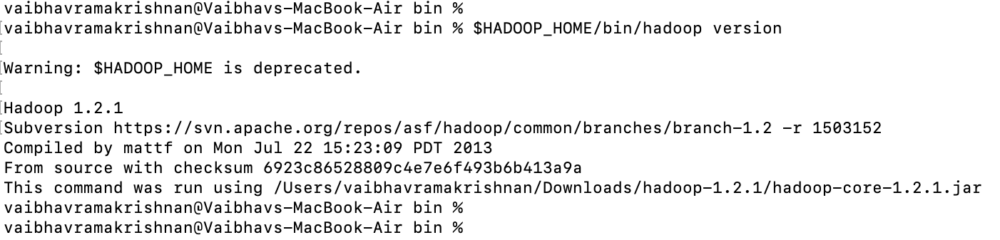 vaibhavramakrishnan@Vaibhavs-MacBook-Air bin %
vaibhavramakrishnan@Vaibhavs-MacBook-Air bin % $HADOOP_HOME/bin/hadoop version
Warning: $HADOOP_HOME is deprecated.
Hadoop 1.2.1
Subversion https://svn.apache.org/repos/asf/hadoop/common/branches/branch-1.2 -r 1503152
Compiled by mattf on Mon Jul 22 15:23:09 PDT 2013
From source with checksum 6923c86528809c4e7e6f493b6b413a9a
This command was run using /Users/vaibhavramakrishnan/Downloads/hadoop-1.2.1/hadoop-core-1.2.1.jar
vaibhavramakrishnan@Vaibhavs-MacBook-Air bin %
vaibhavramakrishnan@Vaibhavs-MacBook-Air bin %